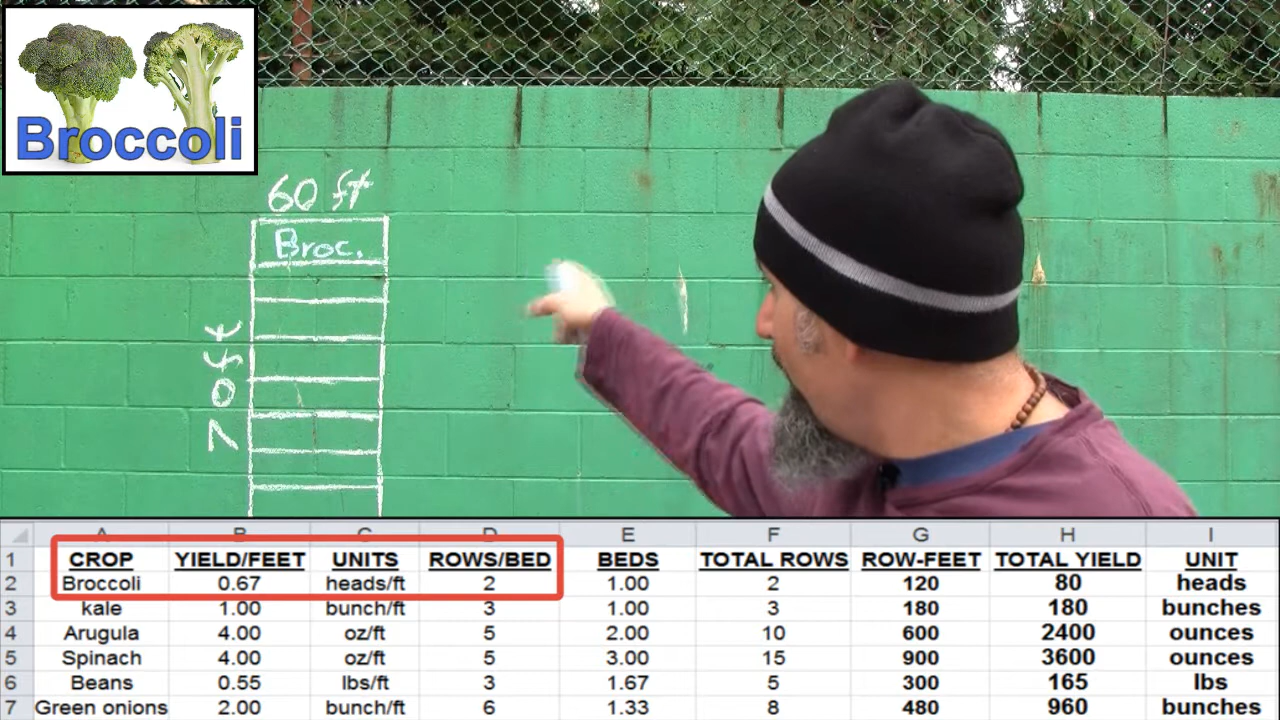 Broccoli
60 ft
Broc.
70 ft
A B C D E F G H I
1 CROP YIELD/FEET UNITS ROWS/BED BEDS TOTAL ROWS ROW-FEET TOTAL YIELD UNIT
2 Broccoli 0.67 heads/ft 2 1.00 2 120 80 heads
3 kale 1.00 bunch/ft 3 1.00 3 180 180 bunches
4 Arugula 4.00 oz/ft 5 2.00 10 600 2400 ounces
5 Spinach 4.00 oz/ft 5 3.00 15 900 3600 ounces
6 Beans 0.55 lbs/ft 3 1.67 5 300 165 lbs
7 Green onions 2.00 bunch/ft 6 1.33 8 480 960 bunches